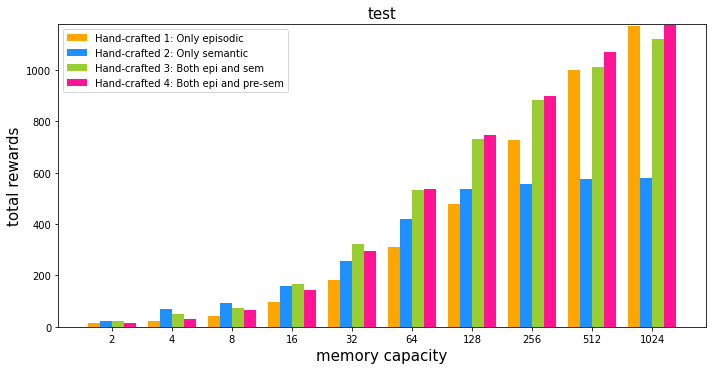 test
Hand-crafted 1: Only episodic
Hand-crafted 2: Only semantic
Hand-crafted 3: Both epi and sem
Hand-crafted 4: Both epi and pre-sem
total rewards
1000
800
600
400
200
0
2 4 8 16 32 64 128 256 512 1024
memory capacity